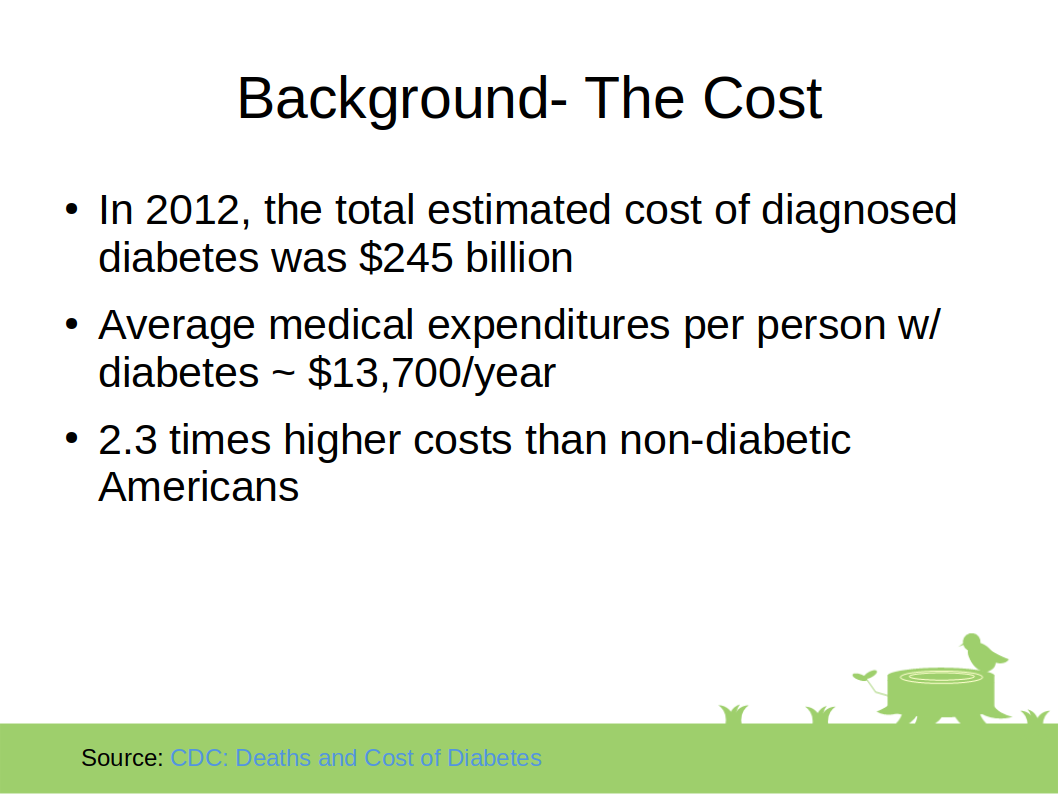 Background- The Cost
• In 2012, the total estimated cost of diagnosed
diabetes was $245 billion
• Average medical expenditures per person w/
diabetes ~ $13,700/year
• 2.3 times higher costs than non-diabetic
Americans
Source: CDC: Deaths and Cost of Diabetes